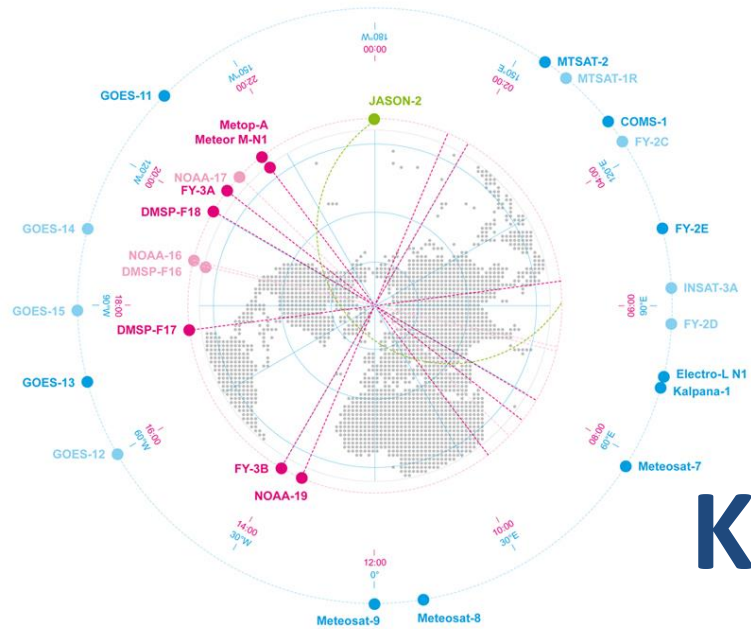 180°W
00:00
150°W
22:00
150°E
02:00
MTSAT-2
MTSAT-1R
GOES-11
JASON-2
Metop-A
Meteor M-N1
COMS-1
FY-2C
NOAA-17
FY-3A
120°W
20:00
120°E
04:00
DMSP-F18
GOES-14
FY-2E
NOAA-16
DMSP-F16
INSAT-3A
GOES-15
90°W
18:00
06:00
90°E
FY-2D
DMSP-F17
GOES-13
Electro-L N1
Kalpana-1
60°W
16:00
08:00
60°E
GOES-12
Meteosat-7
FY-3B
NOAA-19
K
30°W
14:00
10:00
30°E
12:00
0°
Meteosat-9
Meteosat-8